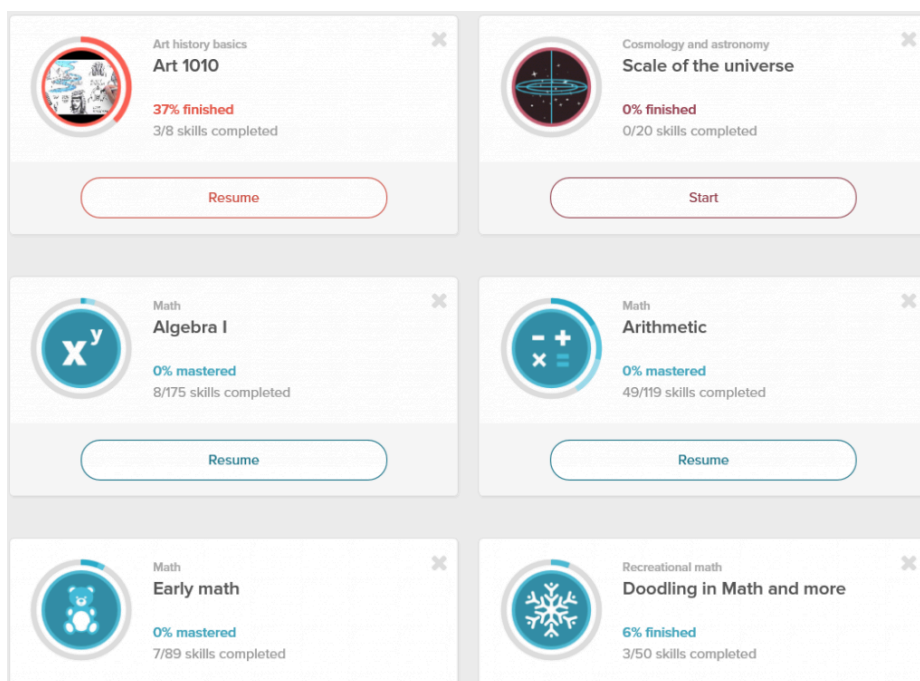 Art history basics
Art 1010
37% finished
3/8 skills completed
Resume
Cosmology and astronomy
Scale of the universe
0% finished
0/20 skills completed
Start
Math
Algebra I
0% mastered
8/175 skills completed
Resume
Math
Arithmetic
0% mastered
49/119 skills completed
Resume
Math
Early math
0% mastered
7/89 skills completed
Recreational math
Doodling in Math and more
6% finished
3/50 skills completed